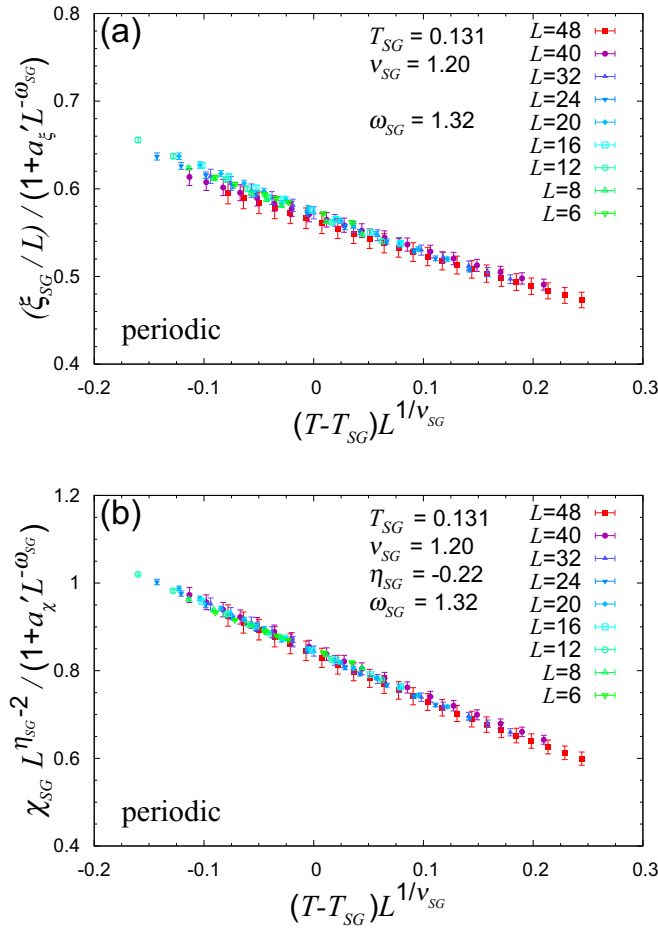 (a)
T_SG = 0.131
ν_SG = 1.20
ω_SG = 1.32
L=48
L=40
L=32
L=24
L=20
L=16
L=12
L=8
L=6
0.8
0.7
0.6
0.5
0.4
(ξ_SG / L) / (1+a_ξ′L^{-ω_SG})
periodic
-0.2
-0.1
0
0.1
0.2
0.3
(T-T_SG)L^{1/ν_SG}
(b)
T_SG = 0.131
ν_SG = 1.20
η_SG = -0.22
ω_SG = 1.32
L=48
L=40
L=32
L=24
L=20
L=16
L=12
L=8
L=6
1.2
1
0.8
0.6
0.4
χ_SG L^{η_SG-2} / (1+a_χ′L^{-ω_SG})
periodic
-0.2
-0.1
0
0.1
0.2
0.3
(T-T_SG)L^{1/ν_SG}